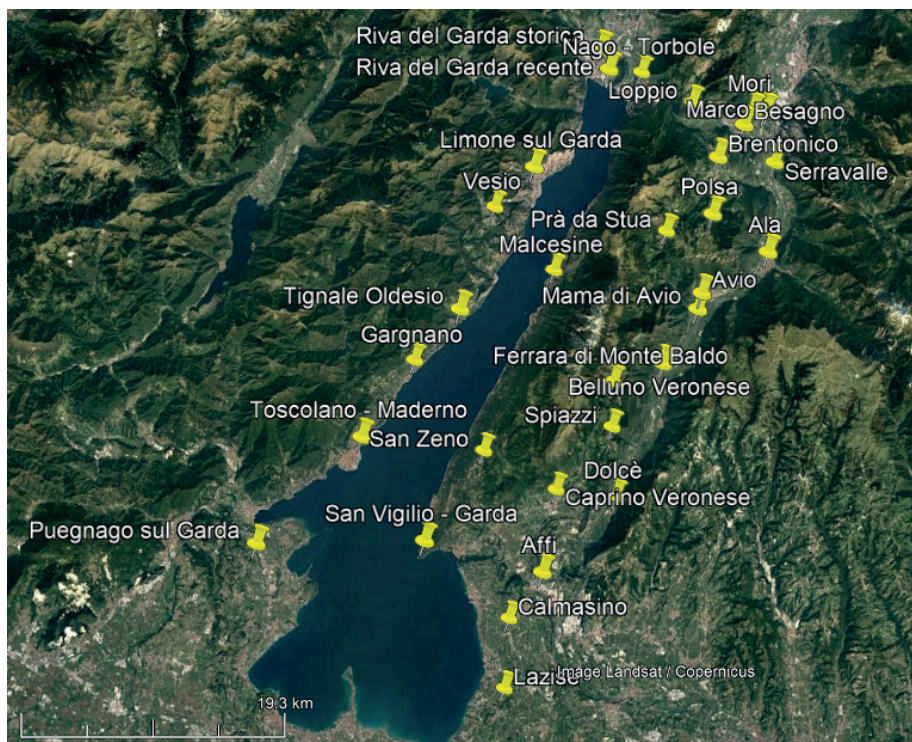 Riva del Garda storica
Nago - Torbole
Riva del Garda recente
Loppio
Mori
Marco
Besagno
Brentonico
Serravalle
Limone sul Garda
Vesio
Polsa
Prà da Stua
Ala
Malcesine
Avio
Mama di Avio
Tignale Oldesio
Gargnano
Ferrara di Monte Baldo
Belluno Veronese
Toscolano - Maderno
Spiazzi
San Zeno
Dolcè
Caprino Veronese
San Vigilio - Garda
Puegnago sul Garda
Affi
Calmasino
Lazise
Image Landsat / Copernicus
19.3 km